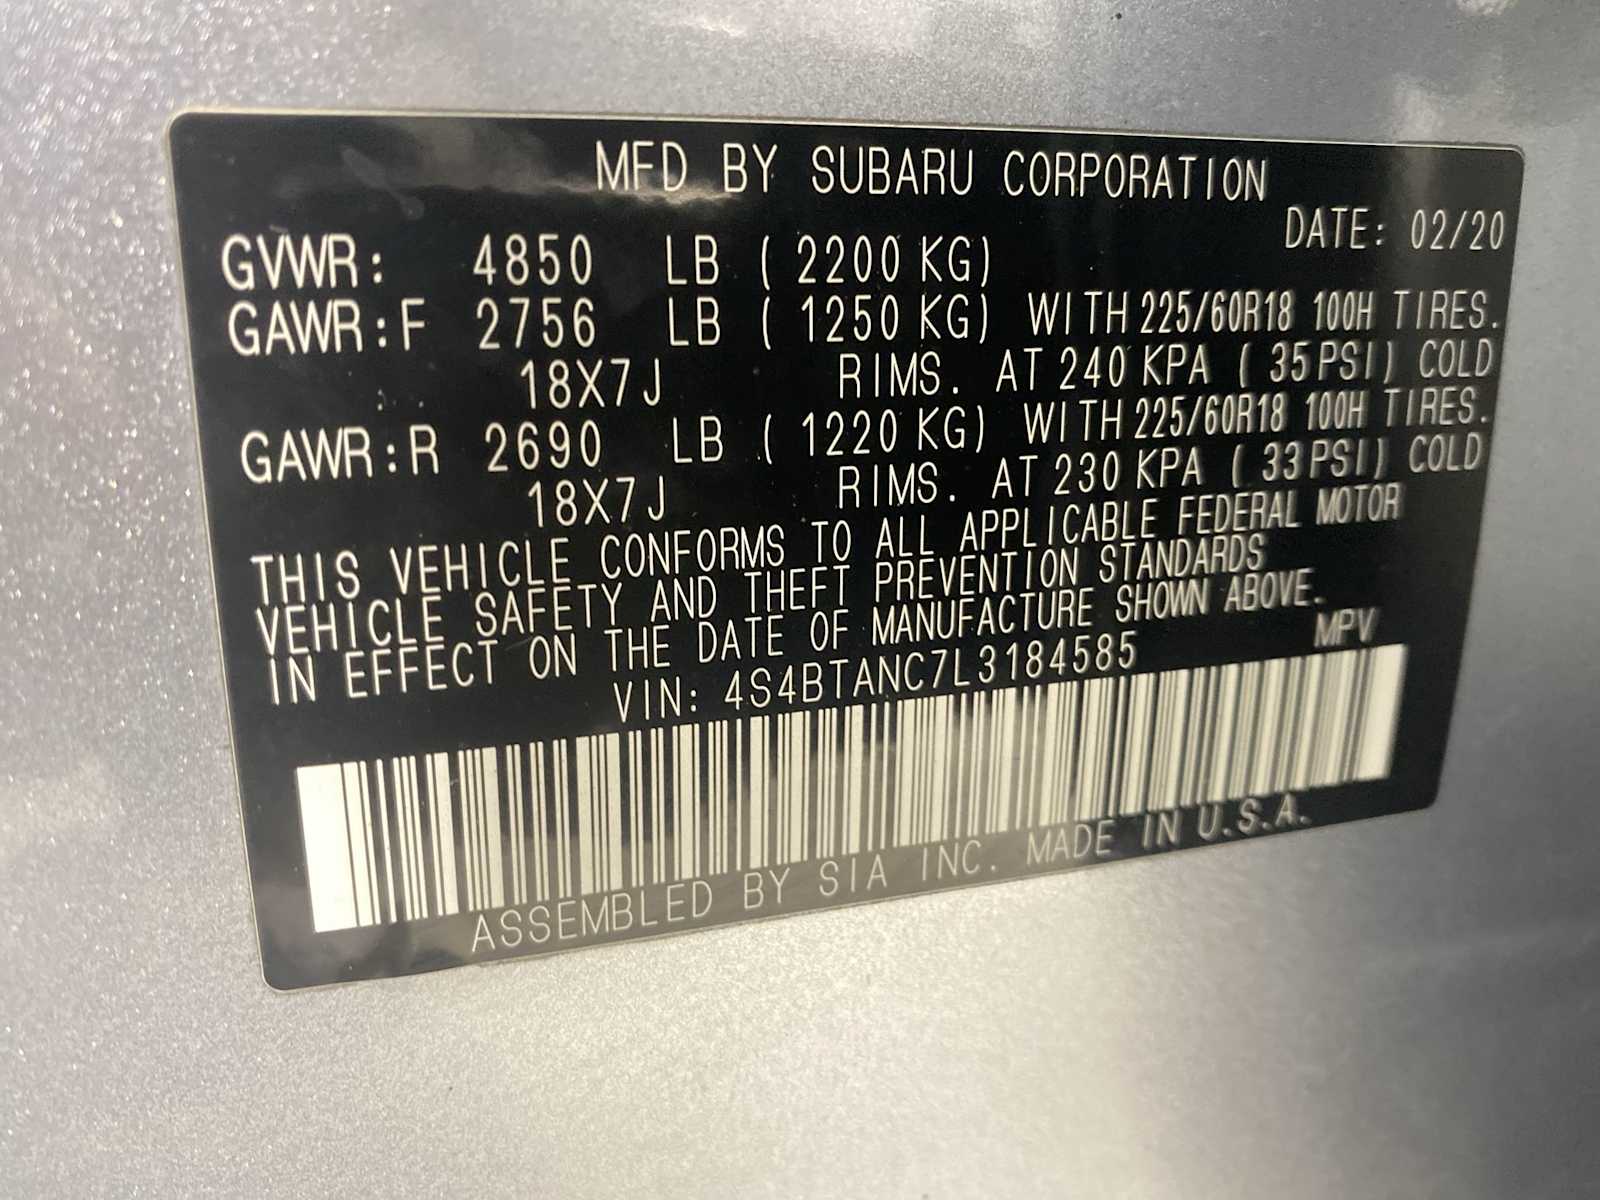 MFD BY SUBARU CORPORATION
DATE: 02/20
GVWR: 4850 LB ( 2200 KG)
GAWR:F 2756 LB ( 1250 KG) WITH 225/60R18 100H TIRES.
18X7J RIMS. AT 240 KPA ( 35 PSI) COLD
GAWR:R 2690 LB ( 1220 KG) WITH 225/60R18 100H TIRES.
18X7J RIMS. AT 230 KPA ( 33 PSI) COLD
THIS VEHICLE CONFORMS TO ALL APPLICABLE FEDERAL MOTOR
VEHICLE SAFETY AND THEFT PREVENTION STANDARDS
IN EFFECT ON THE DATE OF MANUFACTURE SHOWN ABOVE.
VIN: 4S4BTANC7L3184585 MPV
ASSEMBLED BY SIA INC. MADE IN U.S.A.